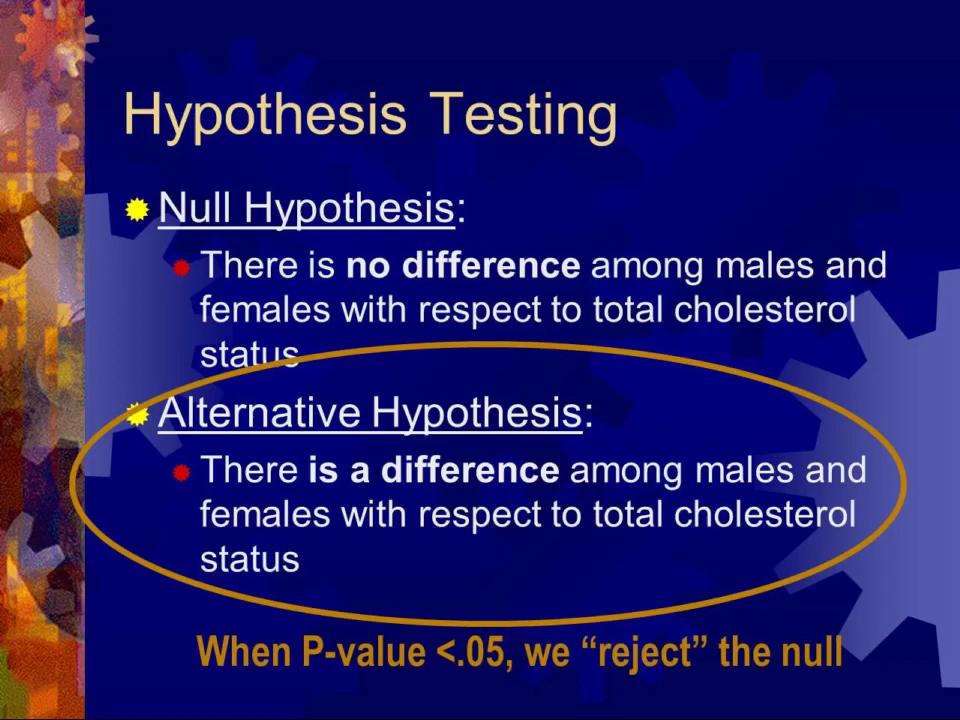 Hypothesis Testing
Null Hypothesis:
There is no difference among males and
females with respect to total cholesterol
status
Alternative Hypothesis:
There is a difference among males and
females with respect to total cholesterol
status
When P-value <.05, we “reject” the null